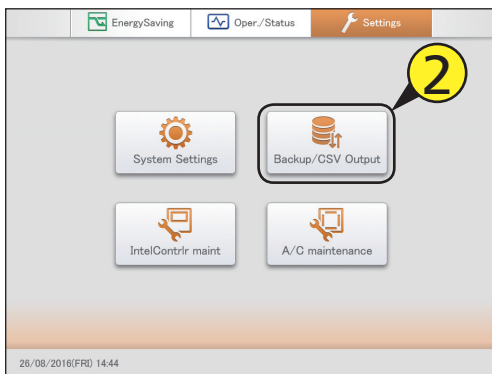 EnergySaving Oper./Status Settings
2
System Settings Backup/CSV Output
IntelContrlr maint A/C maintenance
26/08/2016(FRI) 14:44